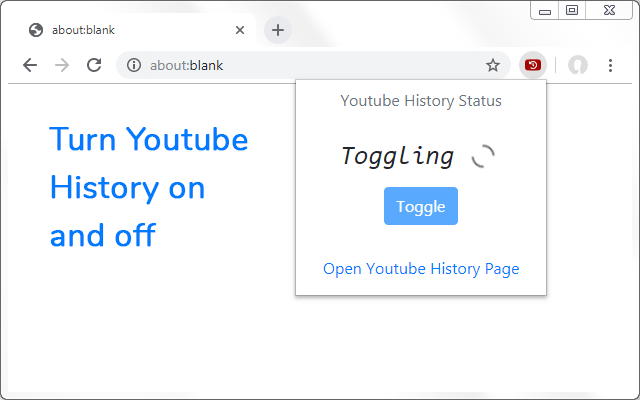 about:blank
about:blank
Youtube History Status
Turn Youtube
History on
and off
Toggling
Toggle
Open Youtube History Page